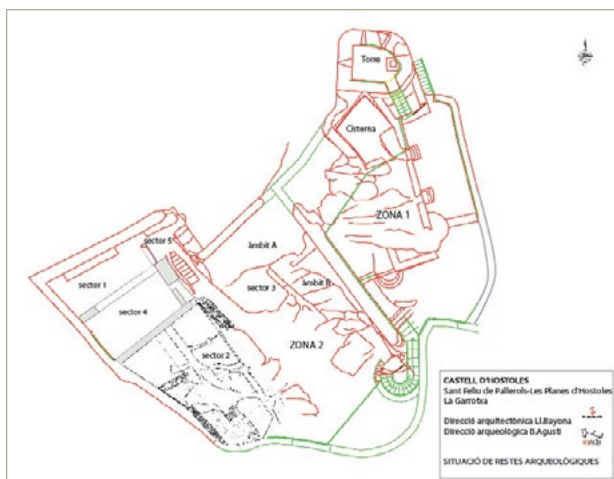 Torre
Cisterna
ZONA 1
àmbit A
sector 5
sector 1
sector 3
àmbit B
sector 4
ZONA 2
sector 2
CASTELL D'HOSTOLES
Sant Feliu de Pallerols-Les Planes d'Hostoles
La Garrotxa
Direcció arquitectònica Ll.Bayona
Direcció arqueològica B.Agustí
SITUACIÓ DE RESTES ARQUEOLÒGIQUES